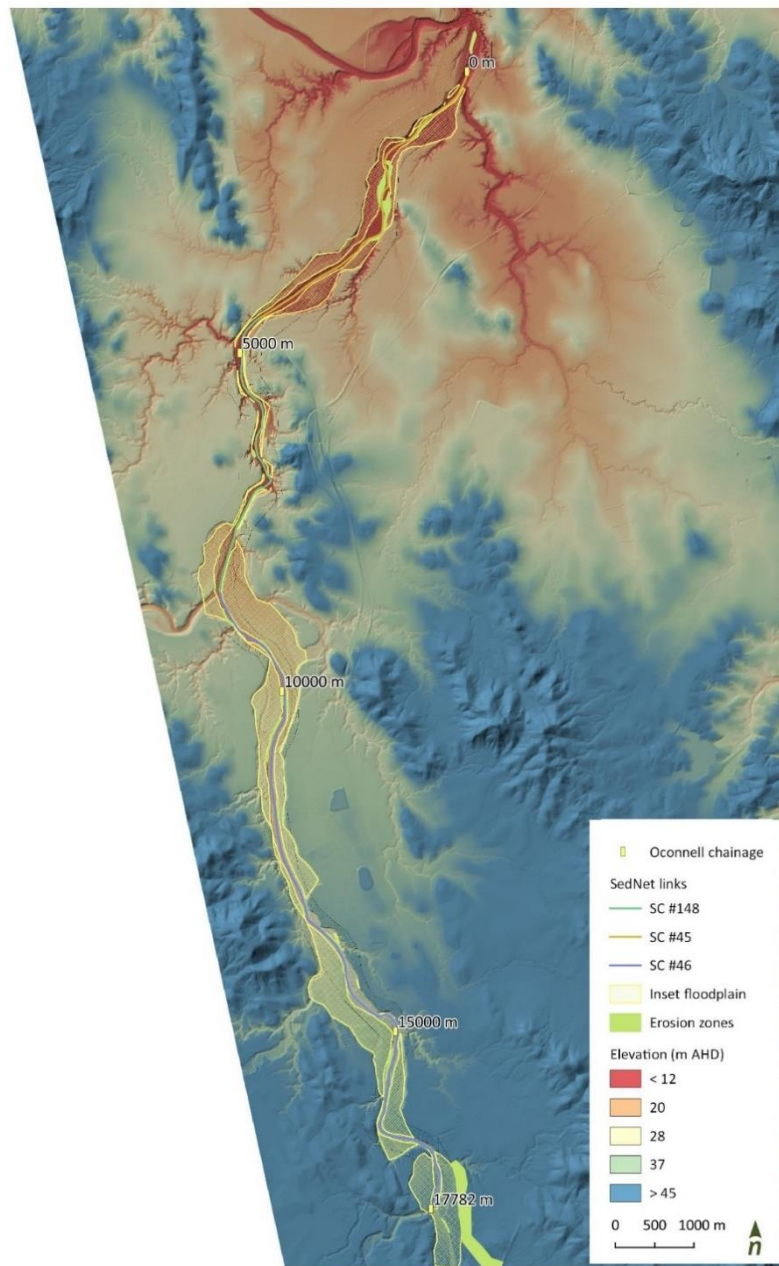 0 m
5000 m
10000 m
15000 m
17782 m
Oconnell chainage
SedNet links
SC #148
SC #45
SC #46
Inset floodplain
Erosion zones
Elevation (m AHD)
< 12
20
28
37
> 45
0 500 1000 m
n